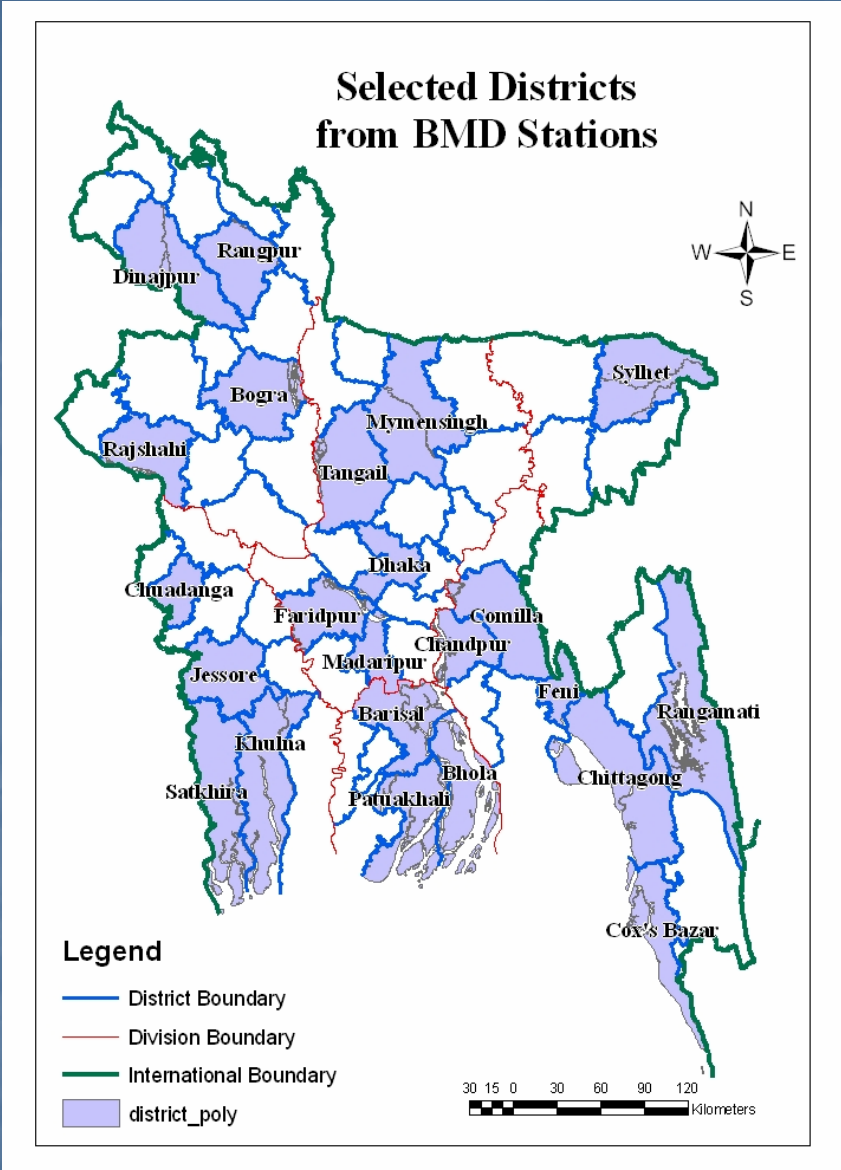 Selected Districts
from BMD Stations
N
W E
S
Rangpur
Dinajpur
Sylhet
Bogra
Mymensingh
Rajshahi
Tangail
Dhaka
Chuadanga
Faridpur
Comilla
Chandpur
Madaripur
Jessore
Feni
Rangamati
Barisal
Khulna
Bhola
Chittagong
Satkhira
Patuakhali
Cox's Bazar
Legend
District Boundary
Division Boundary
International Boundary
district_poly
30 15 0 30 60 90 120
Kilometers